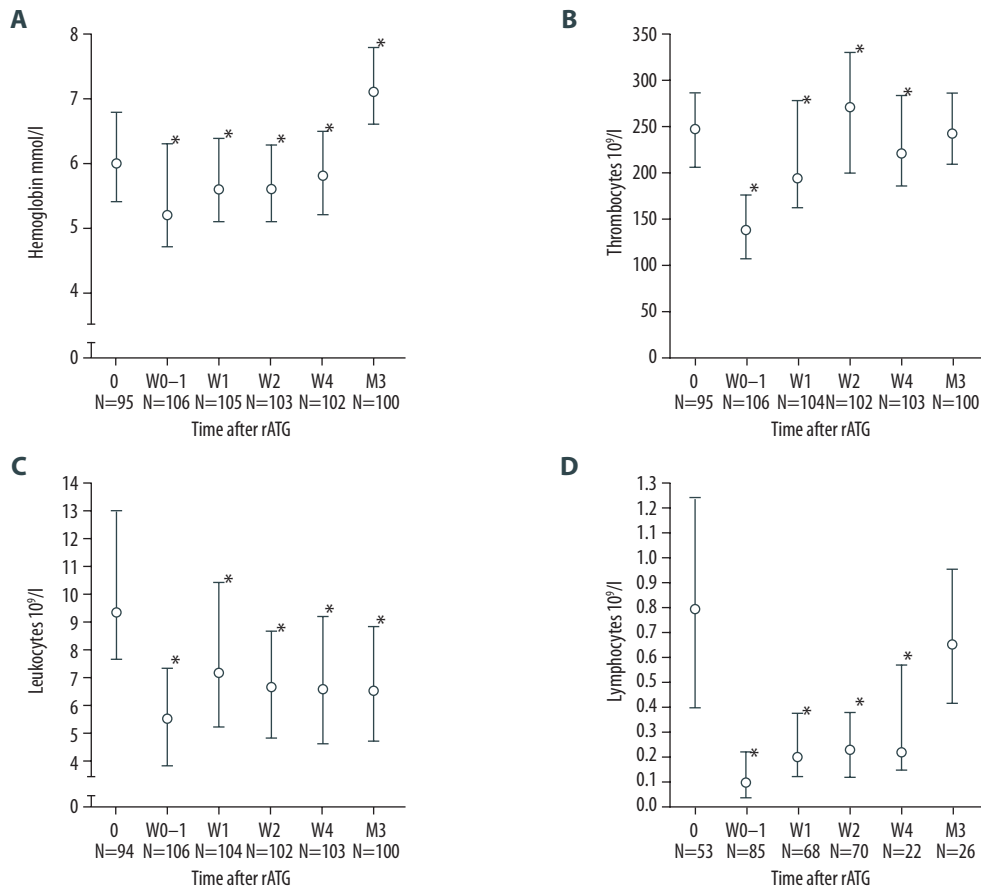 A
Hemoglobin mmol/l
8
*
7
*
*
*
*
6
5
4
0
0 W0–1 W1 W2 W4 M3
N=95 N=106 N=105 N=103 N=102 N=100
Time after rATG
B
Thrombocytes 10⁹/l
350
*
300
*
*
250
200
*
150
100
50
0
0 W0–1 W1 W2 W4 M3
N=95 N=106 N=104 N=102 N=103 N=100
Time after rATG
C
Leukocytes 10⁹/l
14
13
12
11
*
10
*
9
*
*
8
*
7
6
5
4
0
0 W0–1 W1 W2 W4 M3
N=94 N=106 N=104 N=102 N=103 N=100
Time after rATG
D
Lymphocytes 10⁹/l
1.3
1.2
1.1
1.0
0.9
0.8
0.7
*
0.6
0.5
*
0.4
*
0.3
*
0.2
0.1
0.0
0 W0–1 W1 W2 W4 M3
N=53 N=85 N=68 N=70 N=22 N=26
Time after rATG